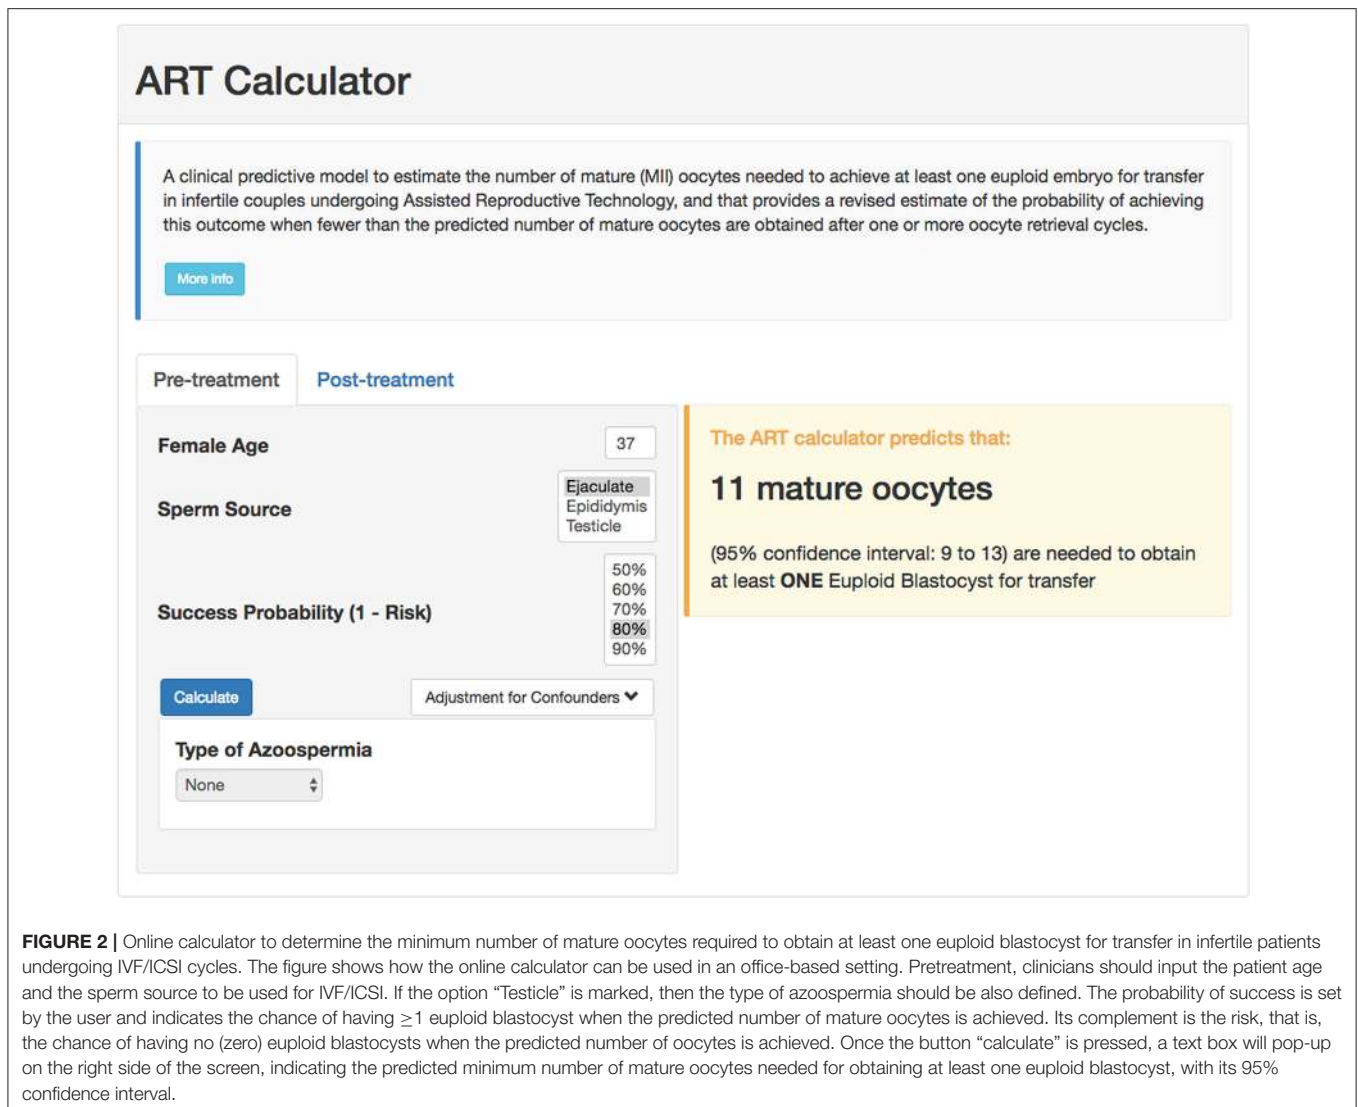 ART Calculator
A clinical predictive model to estimate the number of mature (MII) oocytes needed to achieve at least one euploid embryo for transfer
in infertile couples undergoing Assisted Reproductive Technology, and that provides a revised estimate of the probability of achieving
this outcome when fewer than the predicted number of mature oocytes are obtained after one or more oocyte retrieval cycles.
More info
Pre-treatment Post-treatment
Female Age 37
Sperm Source
Ejaculate
Epididymis
Testicle
Success Probability (1 - Risk)
50%
60%
70%
80%
90%
Calculate Adjustment for Confounders
Type of Azoospermia
None
The ART calculator predicts that:
11 mature oocytes
(95% confidence interval: 9 to 13) are needed to obtain
at least ONE Euploid Blastocyst for transfer
FIGURE 2 | Online calculator to determine the minimum number of mature oocytes required to obtain at least one euploid blastocyst for transfer in infertile patients
undergoing IVF/ICSI cycles. The figure shows how the online calculator can be used in an office-based setting. Pretreatment, clinicians should input the patient age
and the sperm source to be used for IVF/ICSI. If the option “Testicle” is marked, then the type of azoospermia should be also defined. The probability of success is set
by the user and indicates the chance of having ≥1 euploid blastocyst when the predicted number of mature oocytes is achieved. Its complement is the risk, that is,
the chance of having no (zero) euploid blastocysts when the predicted number of oocytes is achieved. Once the button “calculate” is pressed, a text box will pop-up
on the right side of the screen, indicating the predicted minimum number of mature oocytes needed for obtaining at least one euploid blastocyst, with its 95%
confidence interval.